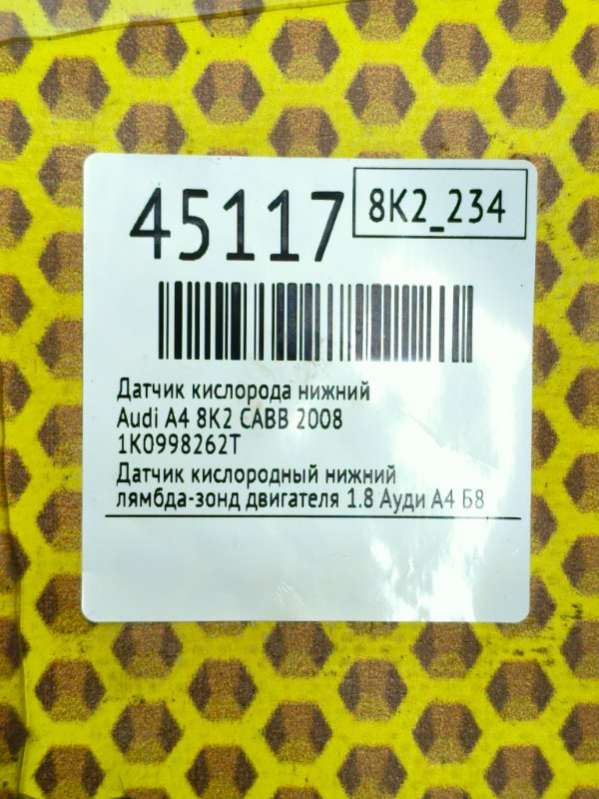 45117
8K2_234
Датчик кислорода нижний
Audi A4 8K2 CABB 2008
1K0998262T
Датчик кислородный нижний
лямбда-зонд двигателя 1.8 Ауди А4 Б8